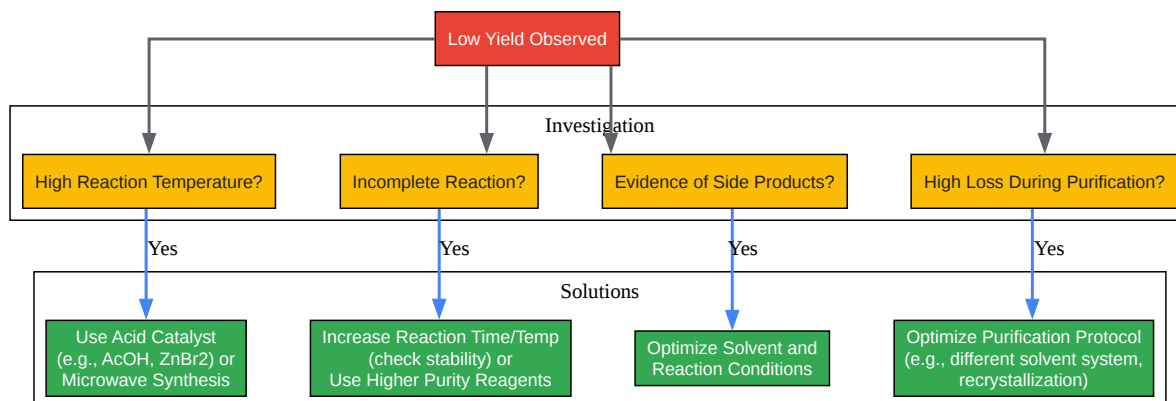 Low Yield Observed
Investigation
High Reaction Temperature?
Incomplete Reaction?
Evidence of Side Products?
High Loss During Purification?
Yes
Yes
Yes
Yes
Solutions
Use Acid Catalyst
(e.g., AcOH, ZnBr2) or
Microwave Synthesis
Increase Reaction Time/Temp
(check stability) or
Use Higher Purity Reagents
Optimize Solvent and
Reaction Conditions
Optimize Purification Protocol
(e.g., different solvent system,
recrystallization)